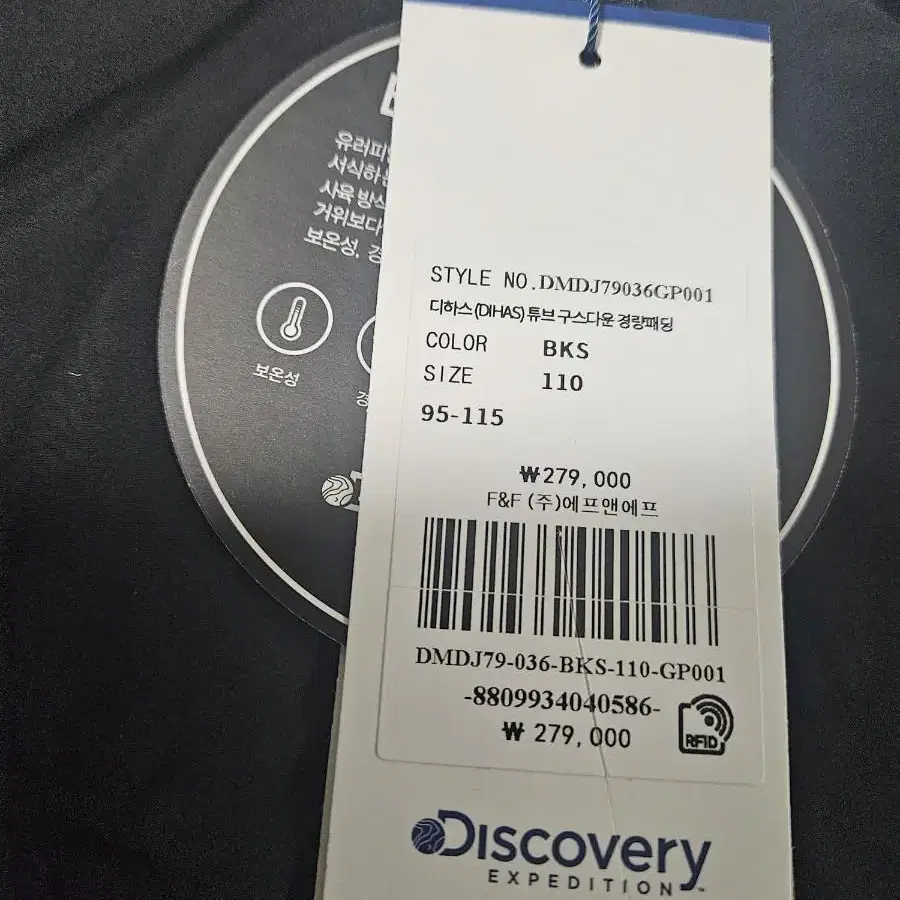 유러피
서식하는
사육 방식
거위보다
보온성, 경
보온성
경
STYLE NO.DMDJ79036GP001
디하스(DIHAS) 튜브 구스다운 경량패딩
COLOR BKS
SIZE 110
95-115
₩279,000
F&F (주)에프앤에프
DMDJ79-036-BKS-110-GP001
-8809934040586-
₩ 279,000
RFID
DISCOVERY
EXPEDITION